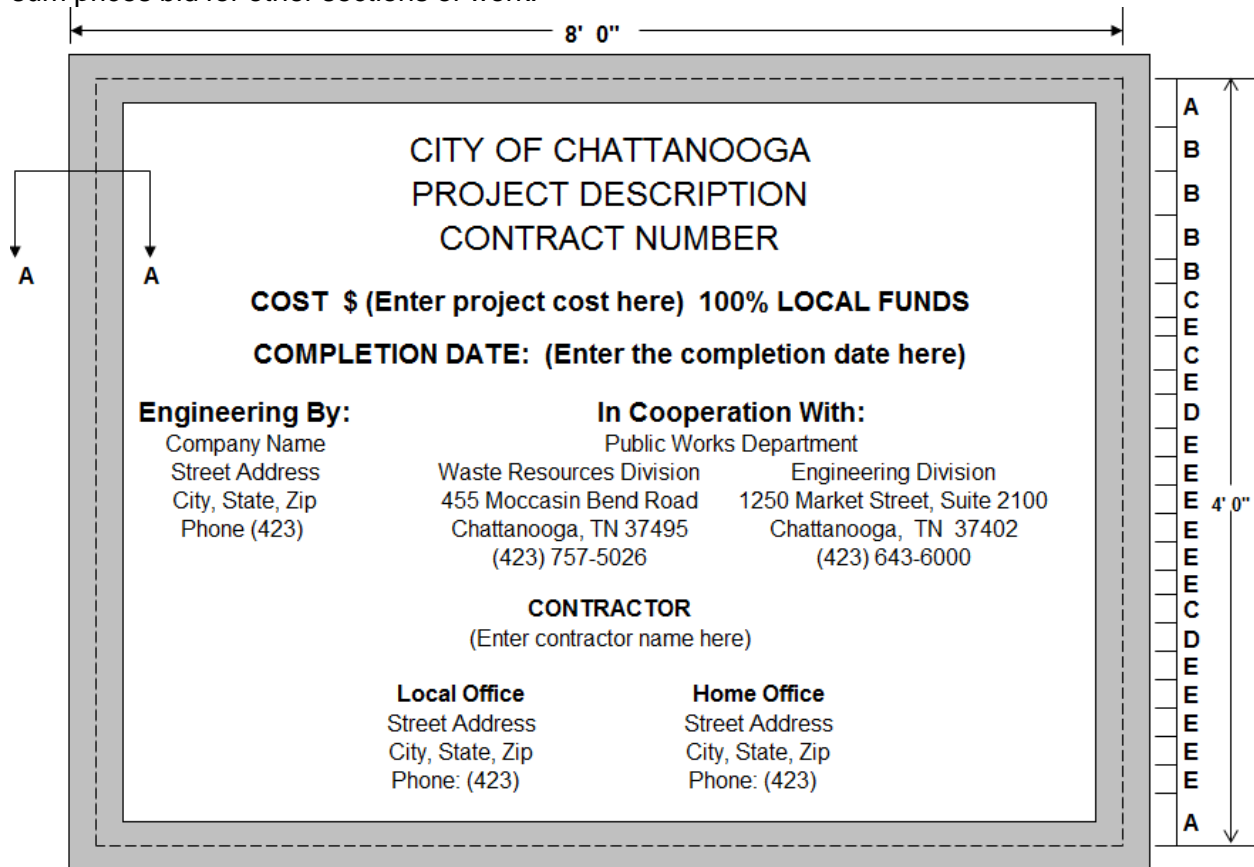 sum prices bid for other sections of work.
8' 0"
CITY OF CHATTANOOGA
PROJECT DESCRIPTION
CONTRACT NUMBER
COST $ (Enter project cost here) 100% LOCAL FUNDS
COMPLETION DATE: (Enter the completion date here)
Engineering By:
Company Name
Street Address
City, State, Zip
Phone (423)
In Cooperation With:
Public Works Department
Waste Resources Division
455 Moccasin Bend Road
Chattanooga, TN 37495
(423) 757-5026
Engineering Division
1250 Market Street, Suite 2100
Chattanooga, TN 37402
(423) 643-6000
CONTRACTOR
(Enter contractor name here)
Local Office
Street Address
City, State, Zip
Phone: (423)
Home Office
Street Address
City, State, Zip
Phone: (423)
A
A
A
B
B
B
B
C
E
C
E
D
E
E
E
E
E
E
C
D
E
E
E
E
E
A
4' 0"